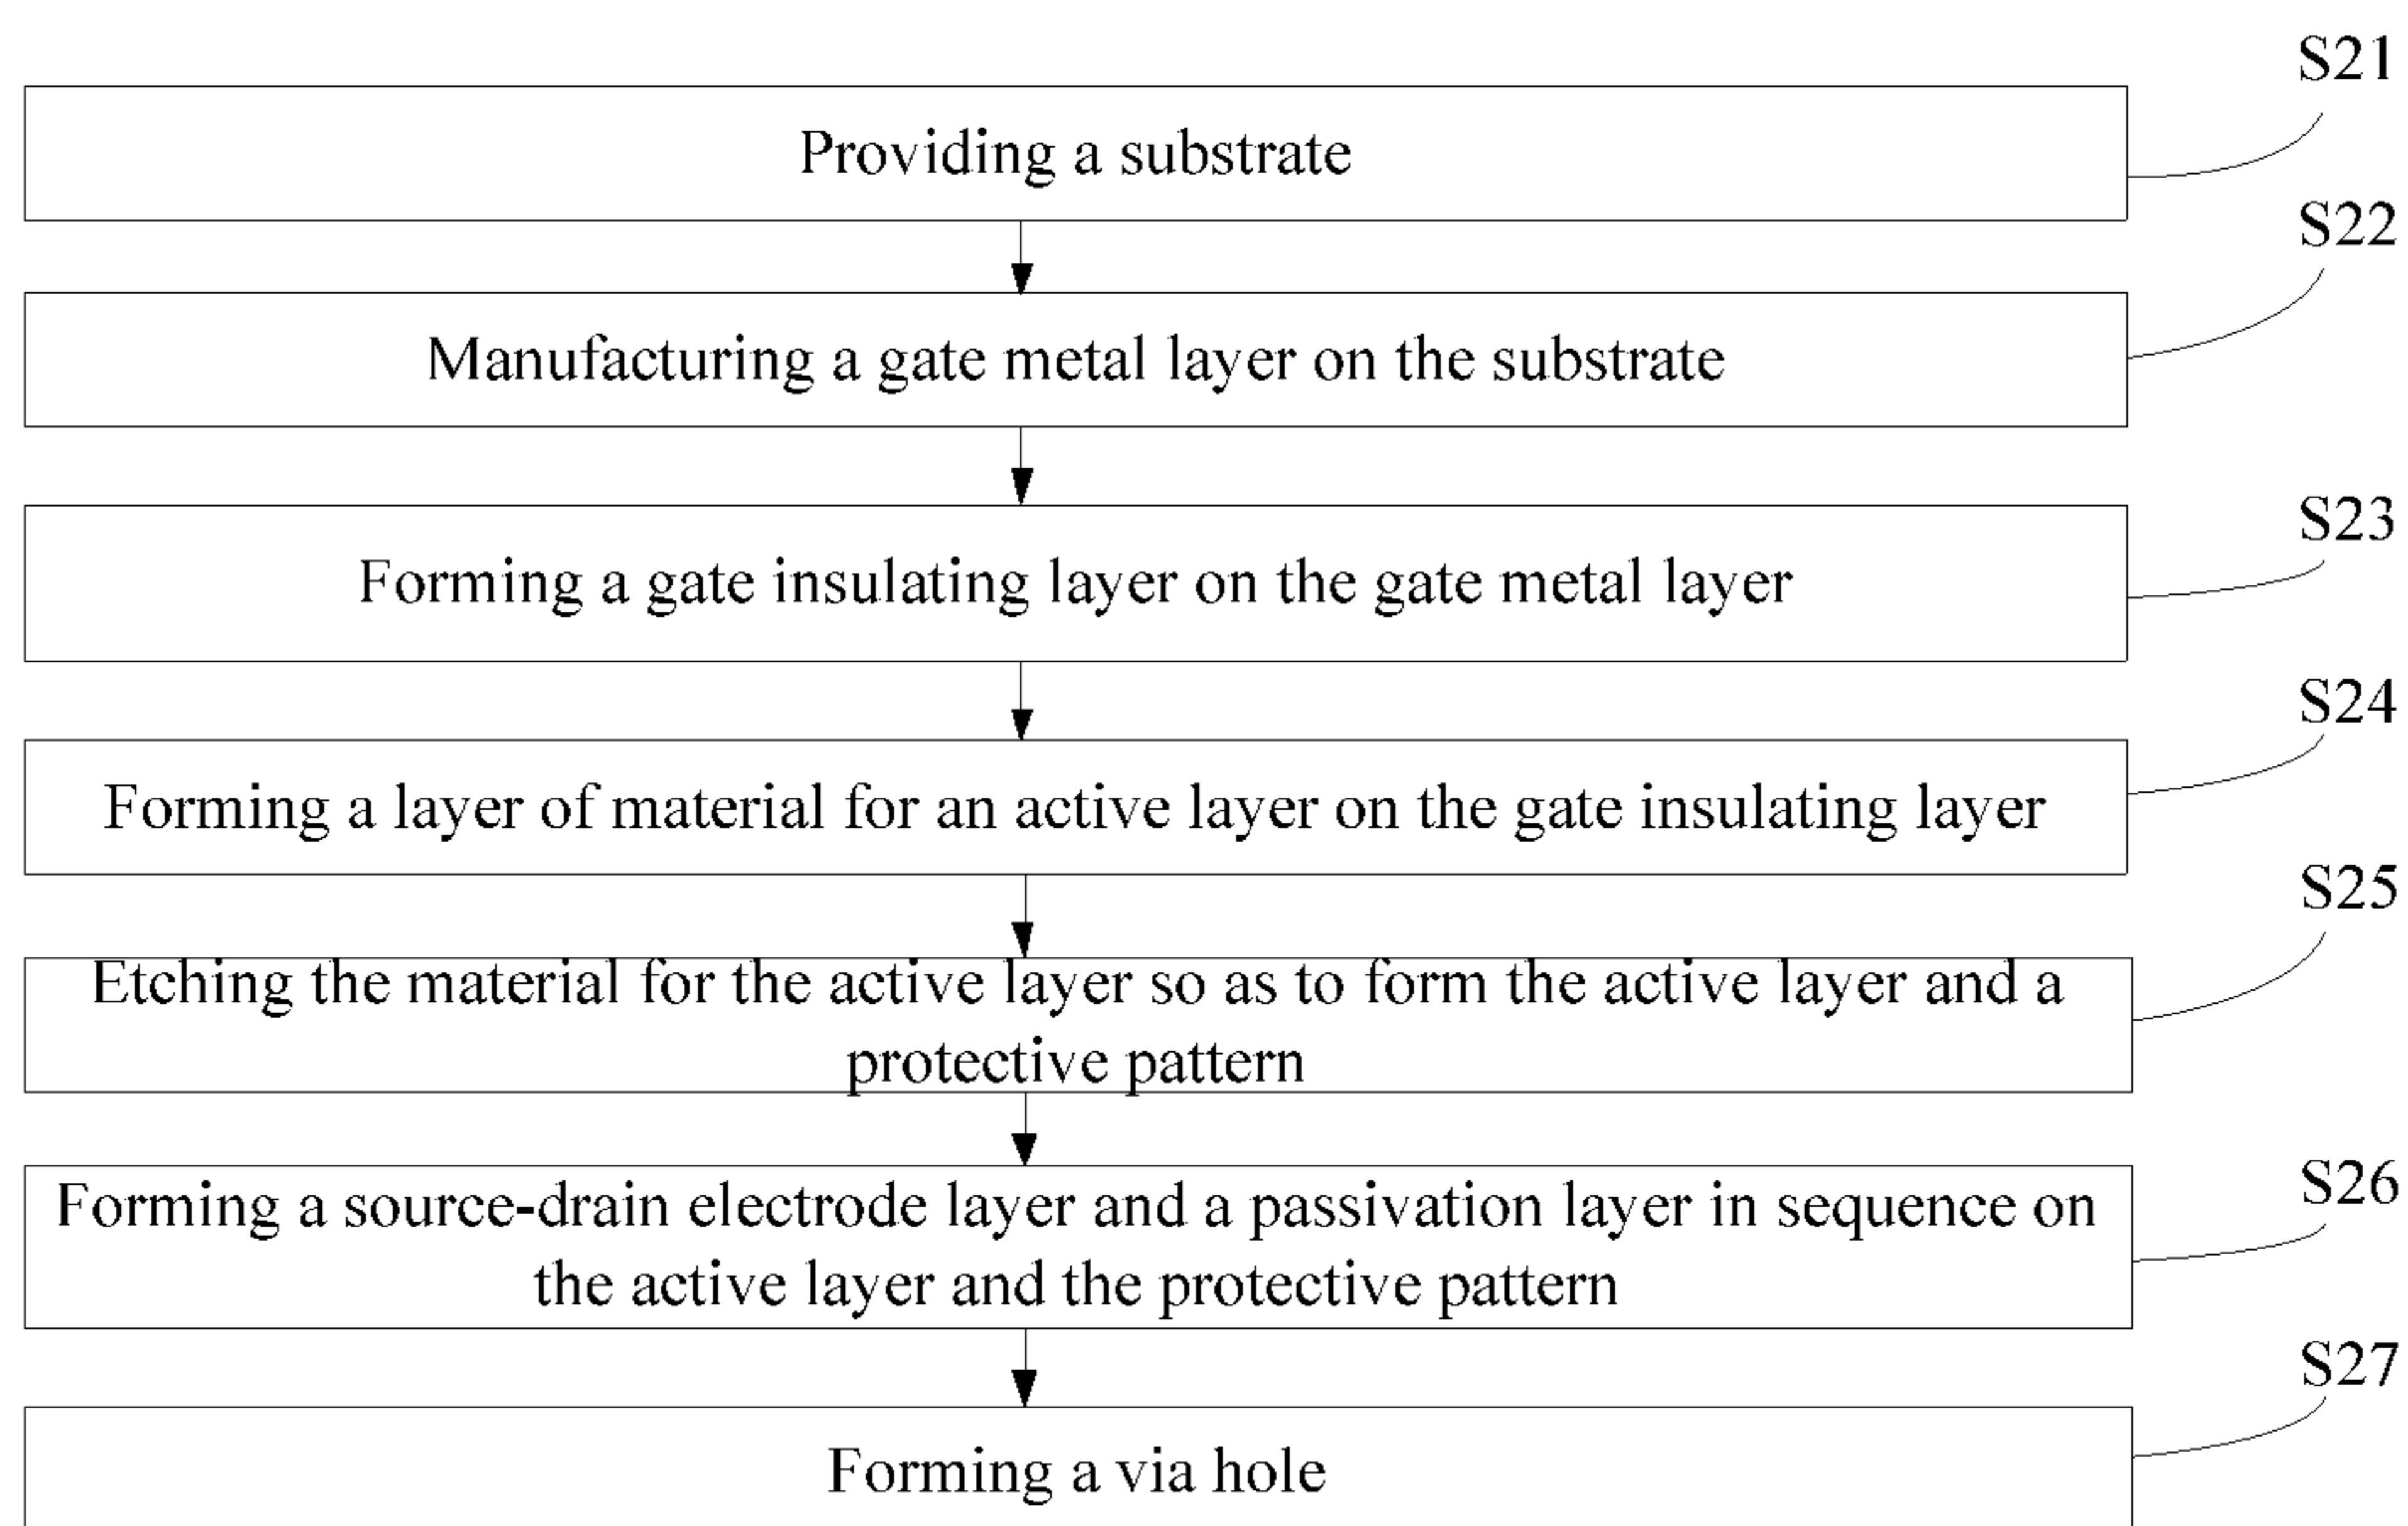 S21
Providing a substrate
S22
Manufacturing a gate metal layer on the substrate
S23
Forming a gate insulating layer on the gate metal layer
S24
Forming a layer of material for an active layer on the gate insulating layer
S25
Etching the material for the active layer so as to form the active layer and a
protective pattern
S26
Forming a source-drain electrode layer and a passivation layer in sequence on
the active layer and the protective pattern
S27
Forming a via hole